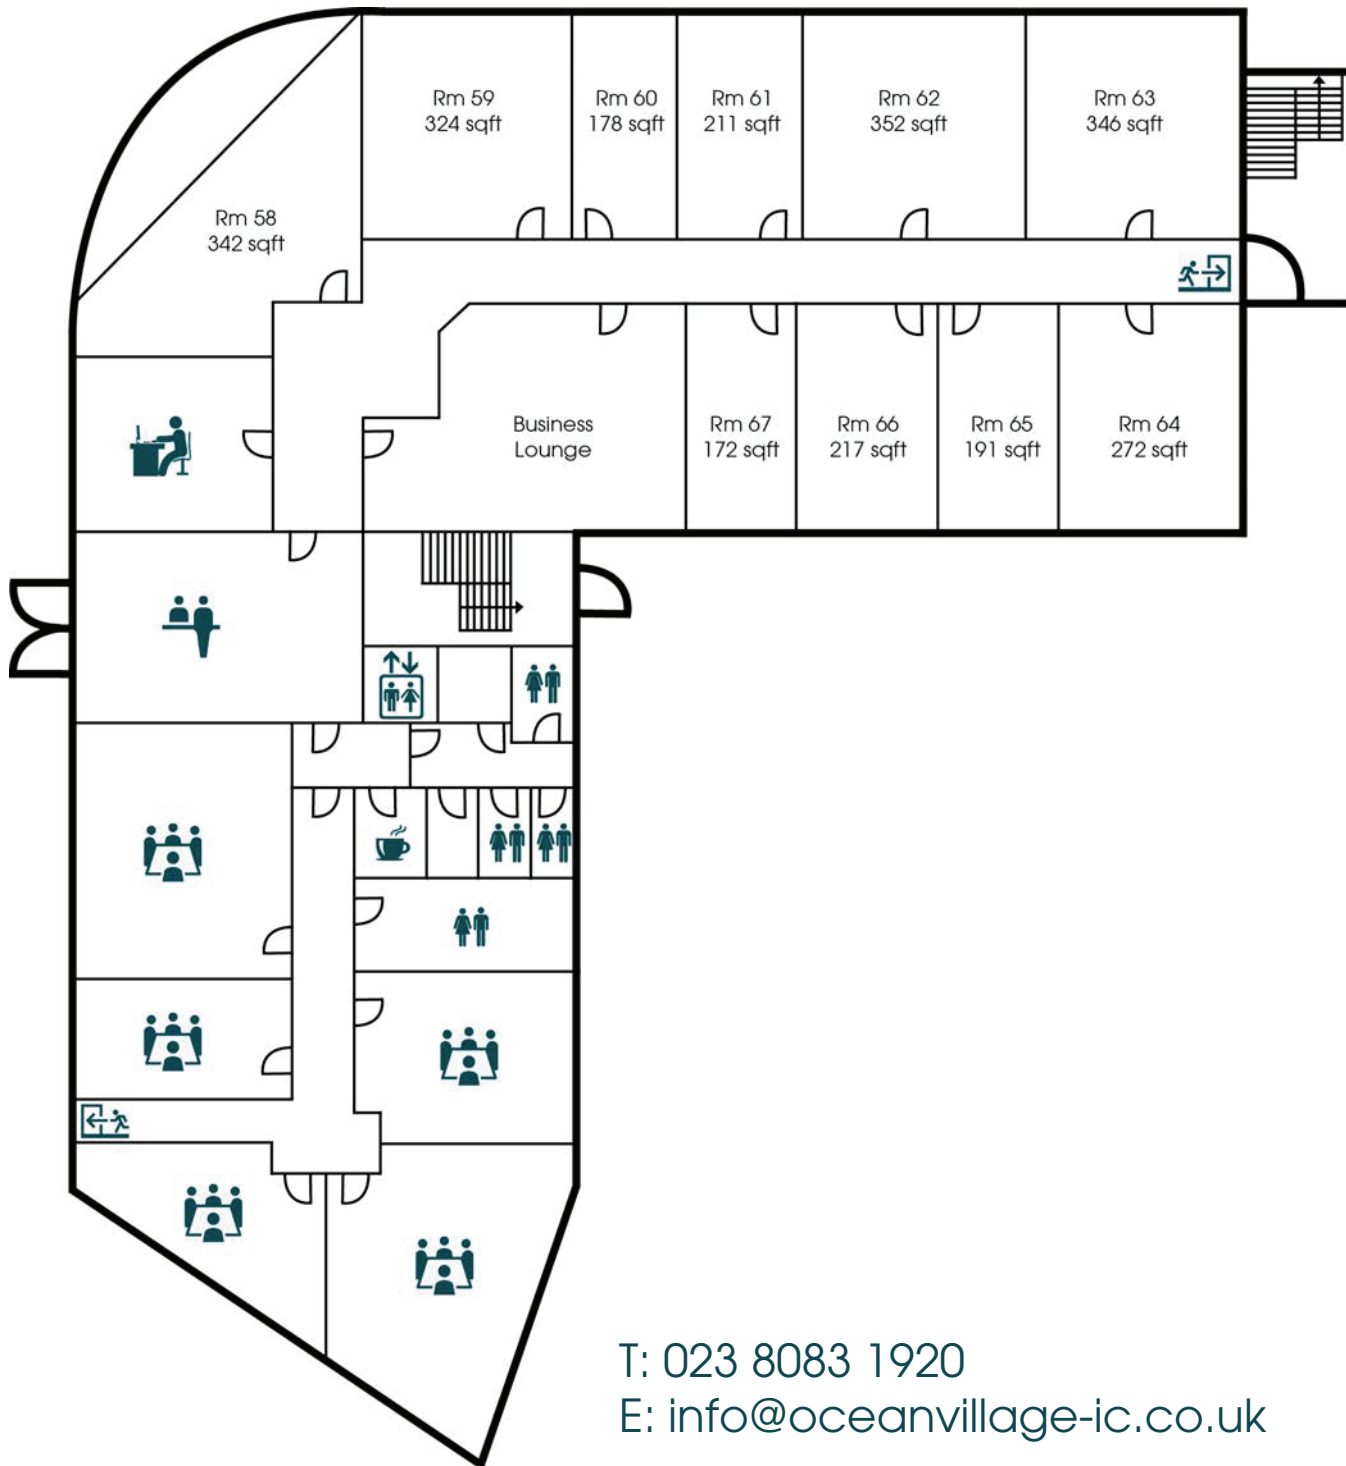 Rm 59
324 sqft
Rm 60
178 sqft
Rm 61
211 sqft
Rm 62
352 sqft
Rm 63
346 sqft
Rm 58
342 sqft
Business
Lounge
Rm 67
172 sqft
Rm 66
217 sqft
Rm 65
191 sqft
Rm 64
272 sqft
T: 023 8083 1920
E: info@oceanvillage-ic.co.uk